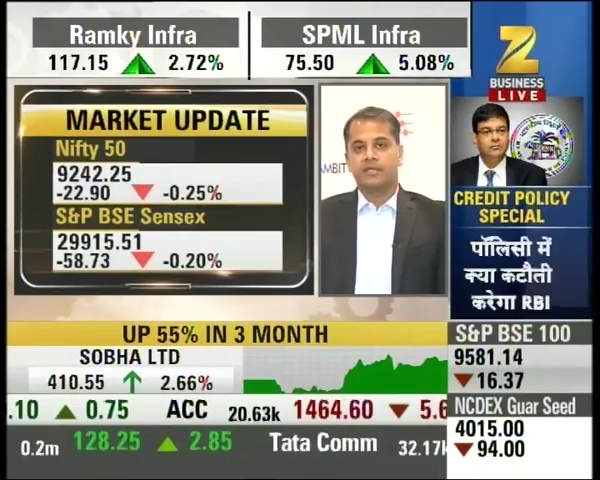 Ramky Infra
117.15 2.72%
SPML Infra
75.50 5.08%
Z
BUSINESS
LIVE
MARKET UPDATE
Nifty 50
9242.25
-22.90 -0.25%
S&P BSE Sensex
29915.51
-58.73 -0.20%
AMBIT
CREDIT POLICY
SPECIAL
पॉलिसी में
क्या कटौती
करेगा RBI
UP 55% IN 3 MONTH
SOBHA LTD
410.55 2.66%
S&P BSE 100
9581.14
16.37
.10 0.75 ACC 20.63k 1464.60 5.6
NCDEX Guar Seed
4015.00
94.00
0.2m 128.25 2.85 Tata Comm 32.17k